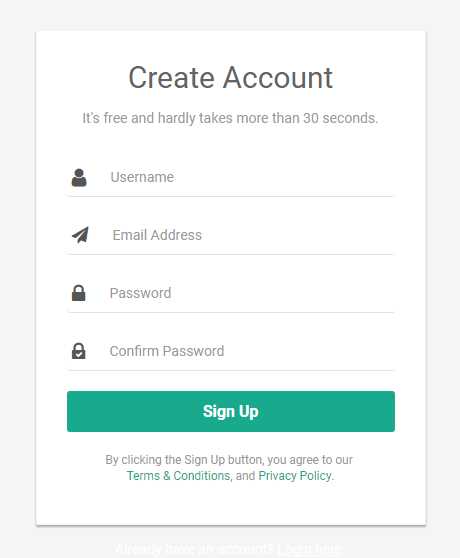 Create Account
It's free and hardly takes more than 30 seconds.
Username
Email Address
Password
Confirm Password
Sign Up
By clicking the Sign Up button, you agree to our
Terms & Conditions, and Privacy Policy.
Already have an account? Login here.